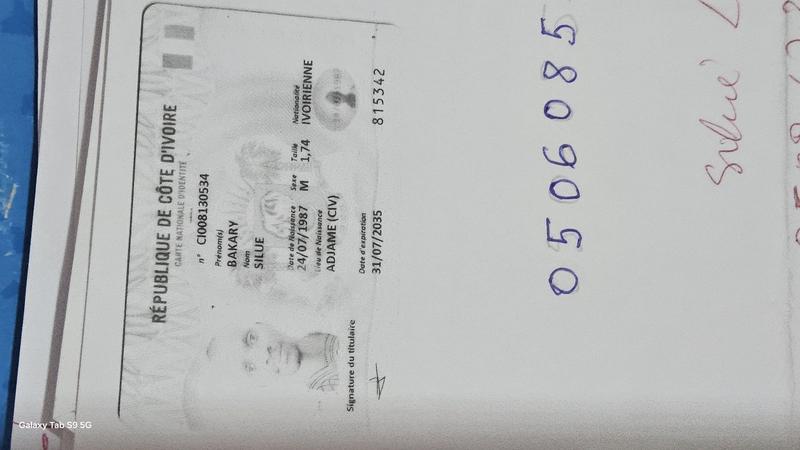 RÉPUBLIQUE DE CÔTE D'IVOIRE
CARTE NATIONALE D'IDENTITÉ
n° CI008130534
Prénom(s)
BAKARY
Nom
SILUE
Date de Naissance Sexe Taille Nationalité
24/07/1987 M 1,74 IVOIRIENNE
Lieu de Naissance
ADJAME (CIV)
Date d'expiration
31/07/2035 815342
Signature du titulaire
0506085
Silué
Galaxy Tab S9 5G